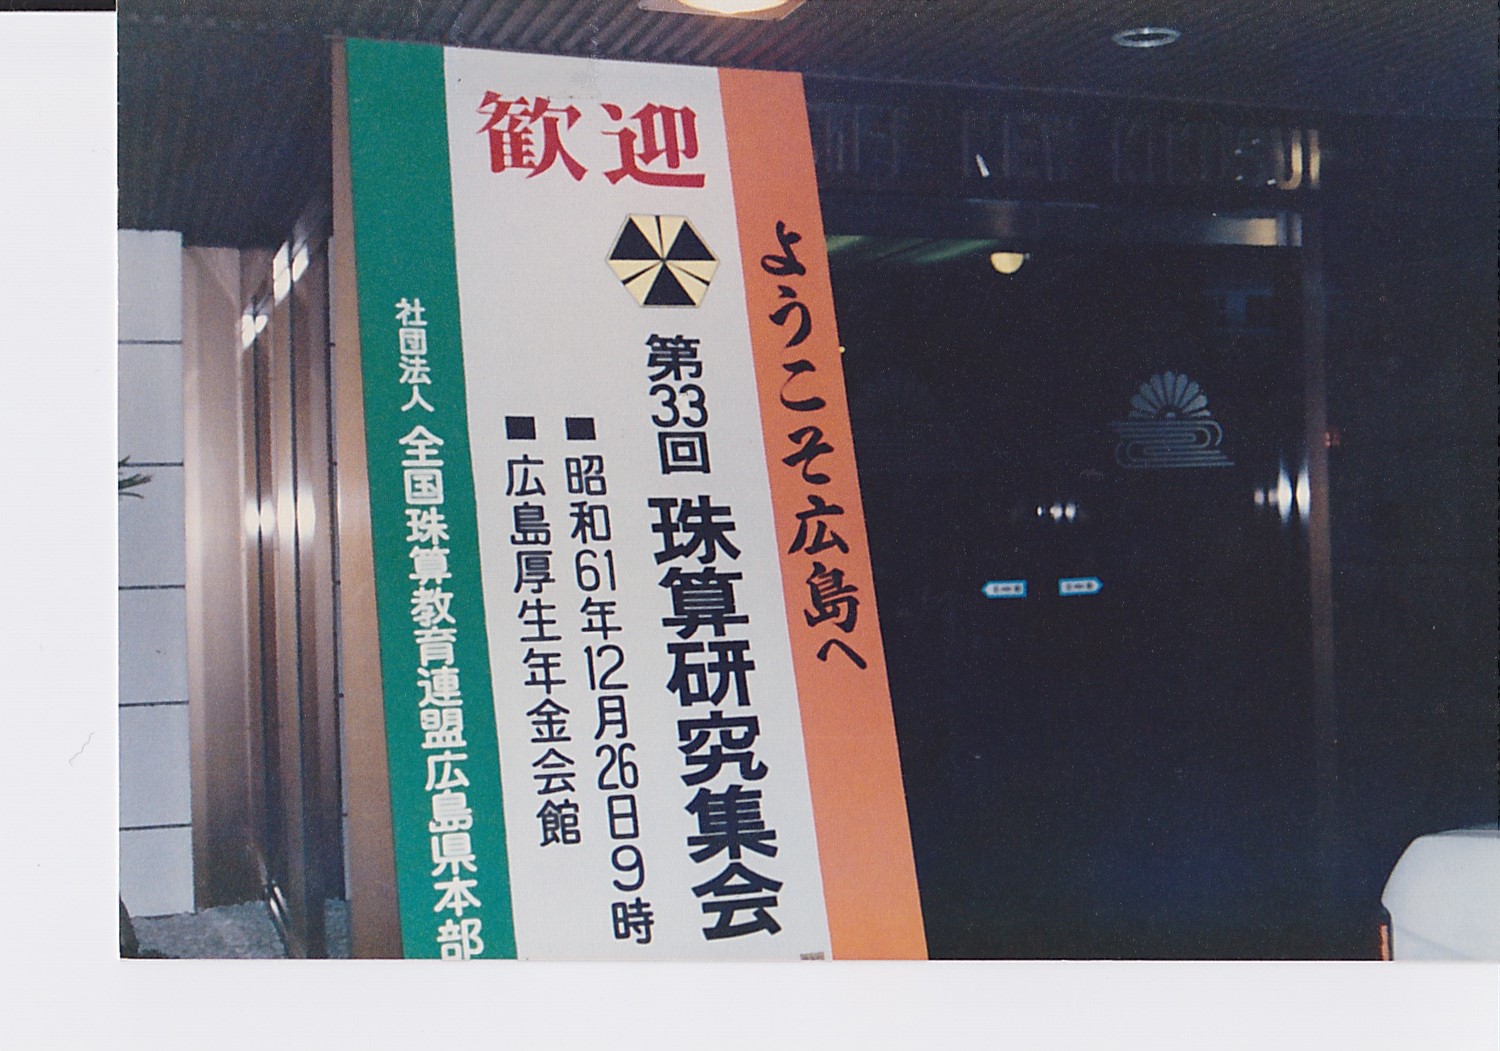 歓迎
ようこそ広島へ
第33回 珠算研究集会
■昭和61年12月26日9時
■広島厚生年金会館
社団法人 全国珠算教育連盟広島県本部